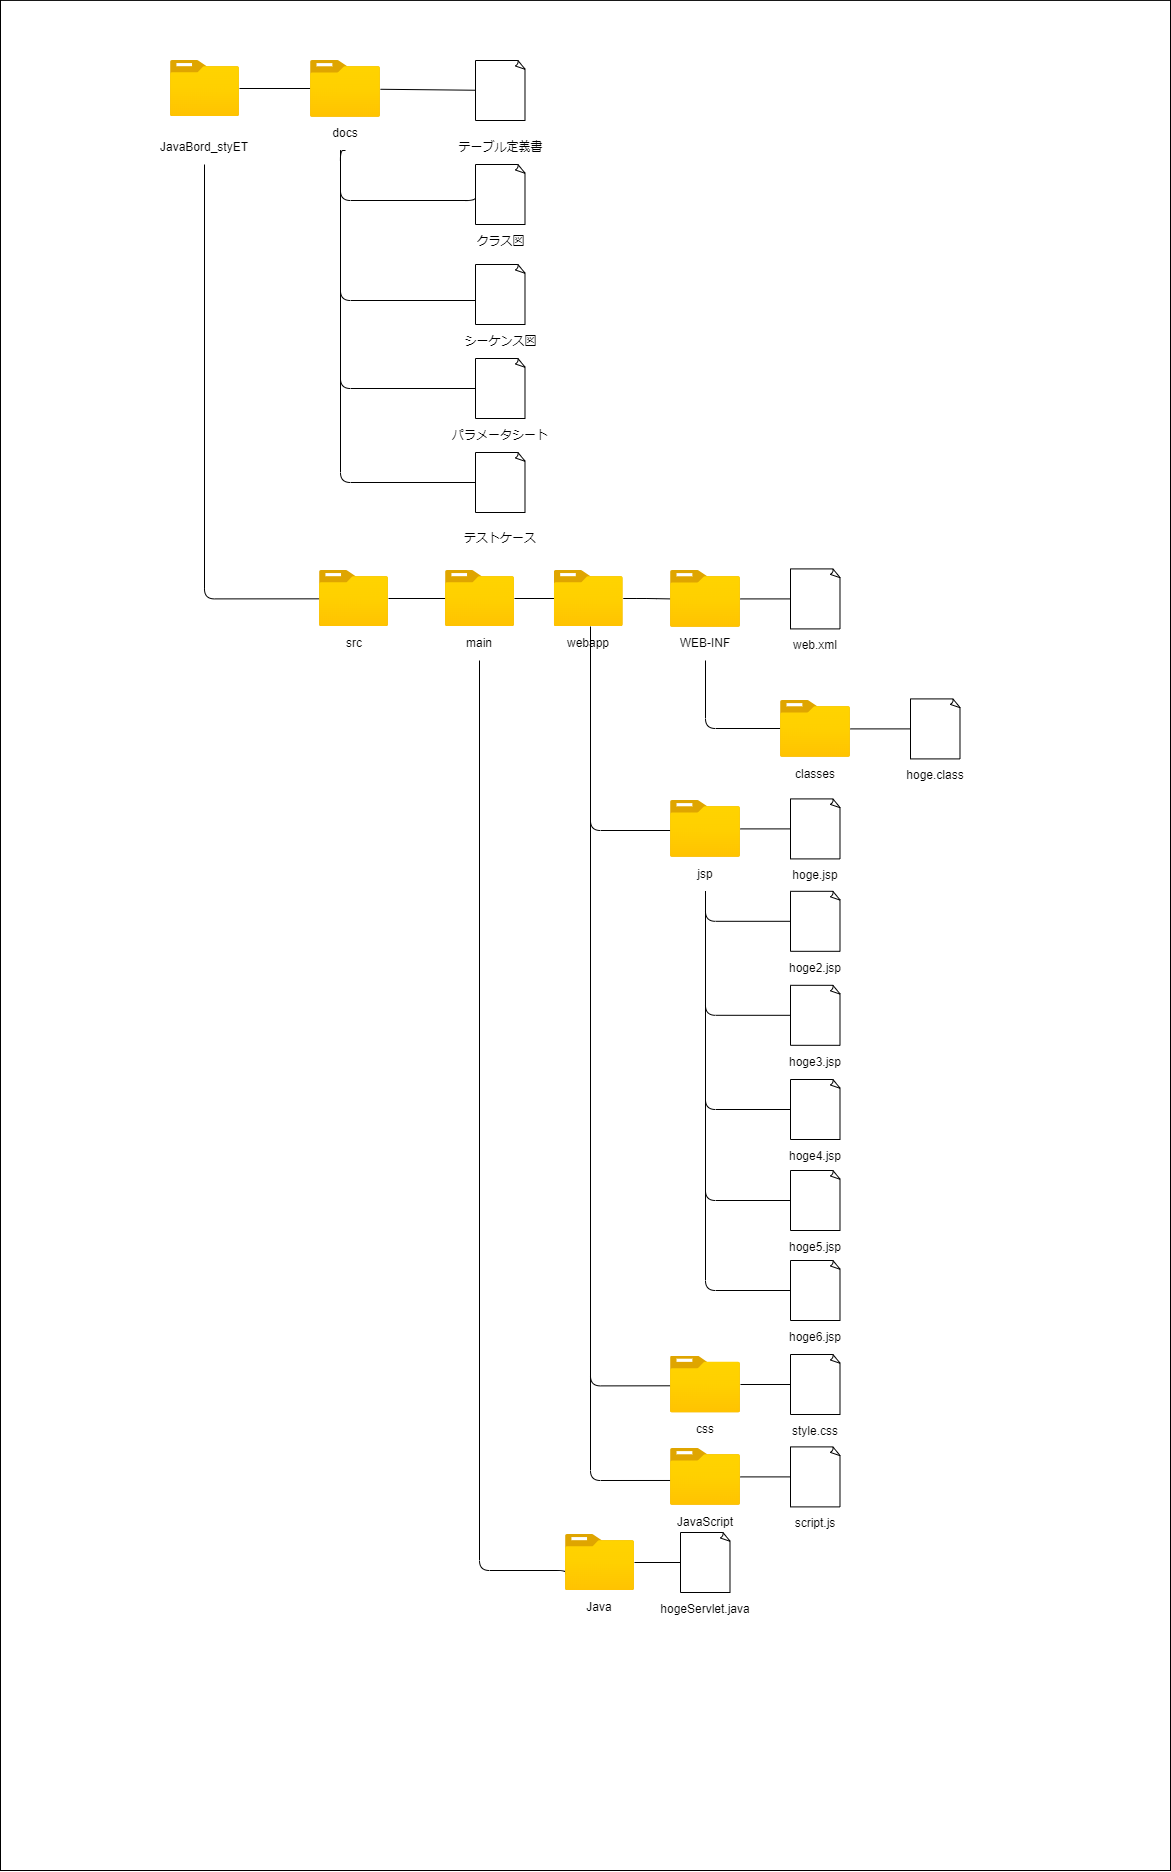 JavaBord_styET
docs
テーブル定義書
クラス図
シーケンス図
パラメータシート
テストケース
src
main
webapp
WEB-INF
web.xml
classes
hoge.class
jsp
hoge.jsp
hoge2.jsp
hoge3.jsp
hoge4.jsp
hoge5.jsp
hoge6.jsp
css
style.css
JavaScript
script.js
Java
hogeServlet.java